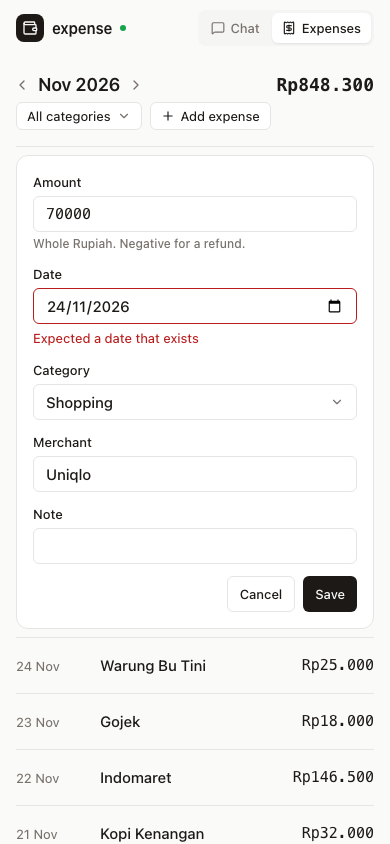 expense
Chat
Expenses
Nov 2026
Rp848.300
All categories
Add expense
Amount
70000
Whole Rupiah. Negative for a refund.
Date
24/11/2026
Expected a date that exists
Category
Shopping
Merchant
Uniqlo
Note
Cancel
Save
24 Nov Warung Bu Tini Rp25.000
23 Nov Gojek Rp18.000
22 Nov Indomaret Rp146.500
21 Nov Kopi Kenangan Rp32.000